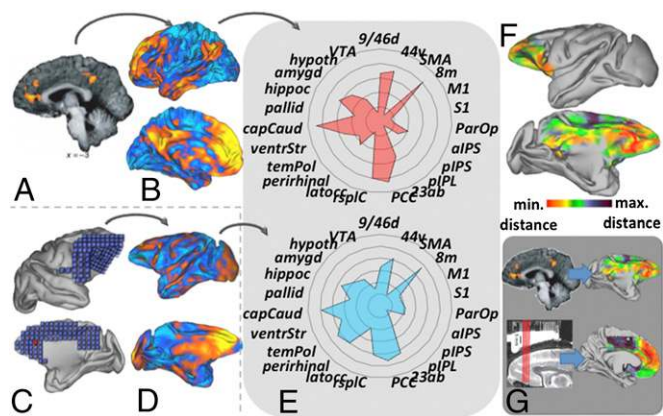 9/46d
VTA 44v
hypoth SMA
amygd 8m
hippoc M1
pallid S1
capCaud ParOp
ventrStr aIPS
temPol pIPS
perirhinal pIPL
latocc 23ab
rsplC PCC
A
B
9/46d
VTA 44v
hypoth SMA
amygd 8m
hippoc M1
pallid S1
capCaud ParOp
ventrStr aIPS
temPol pIPS
perirhinal pIPL
latocc 23ab
rsplC PCC
C
D
E
F
min. max.
distance distance
G